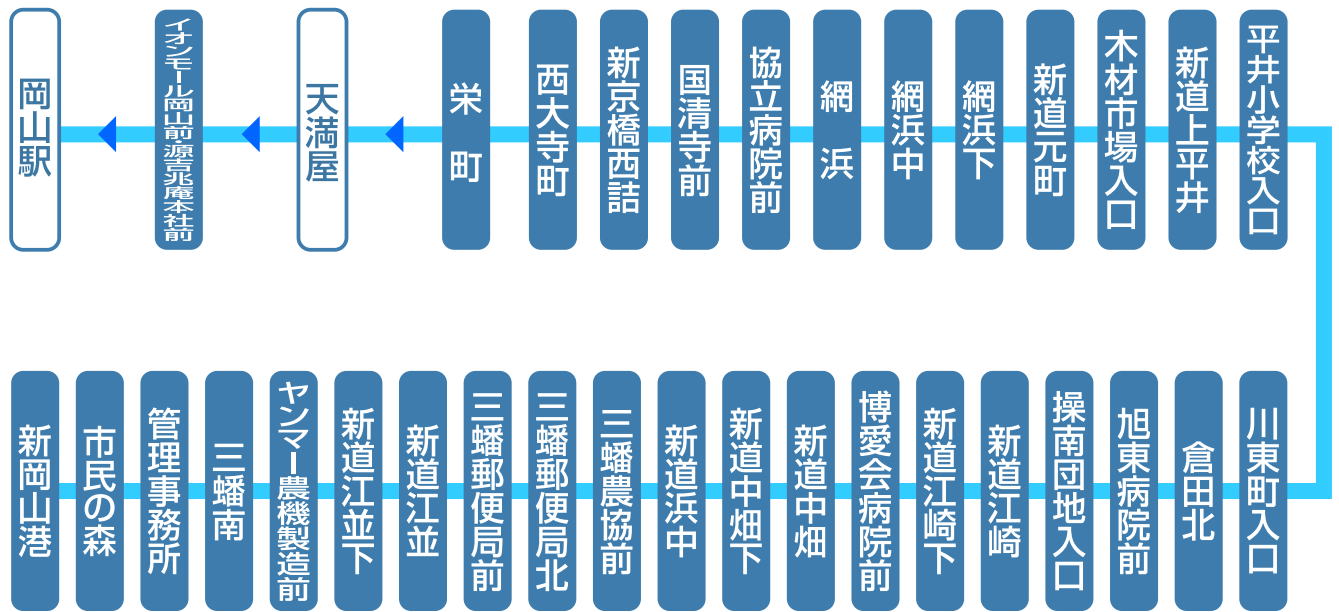 岡山駅
イオンモール岡山前・源吉兆庵本社前
天満屋
栄町
西大寺町
新京橋西詰
国清寺前
協立病院前
網浜
網浜中
網浜下
新道元町
木材市場入口
新道上平井
平井小学校入口
新岡山港
市民の森
管理事務所
三蟠南
ヤンマー農機製造前
新道江並下
新道江並
三蟠郵便局前
三蟠郵便局北
三蟠農協前
新道浜中
新道中畑下
新道中畑
博愛会病院前
新道江崎下
新道江崎
操南団地入口
旭東病院前
倉田北
川東町入口